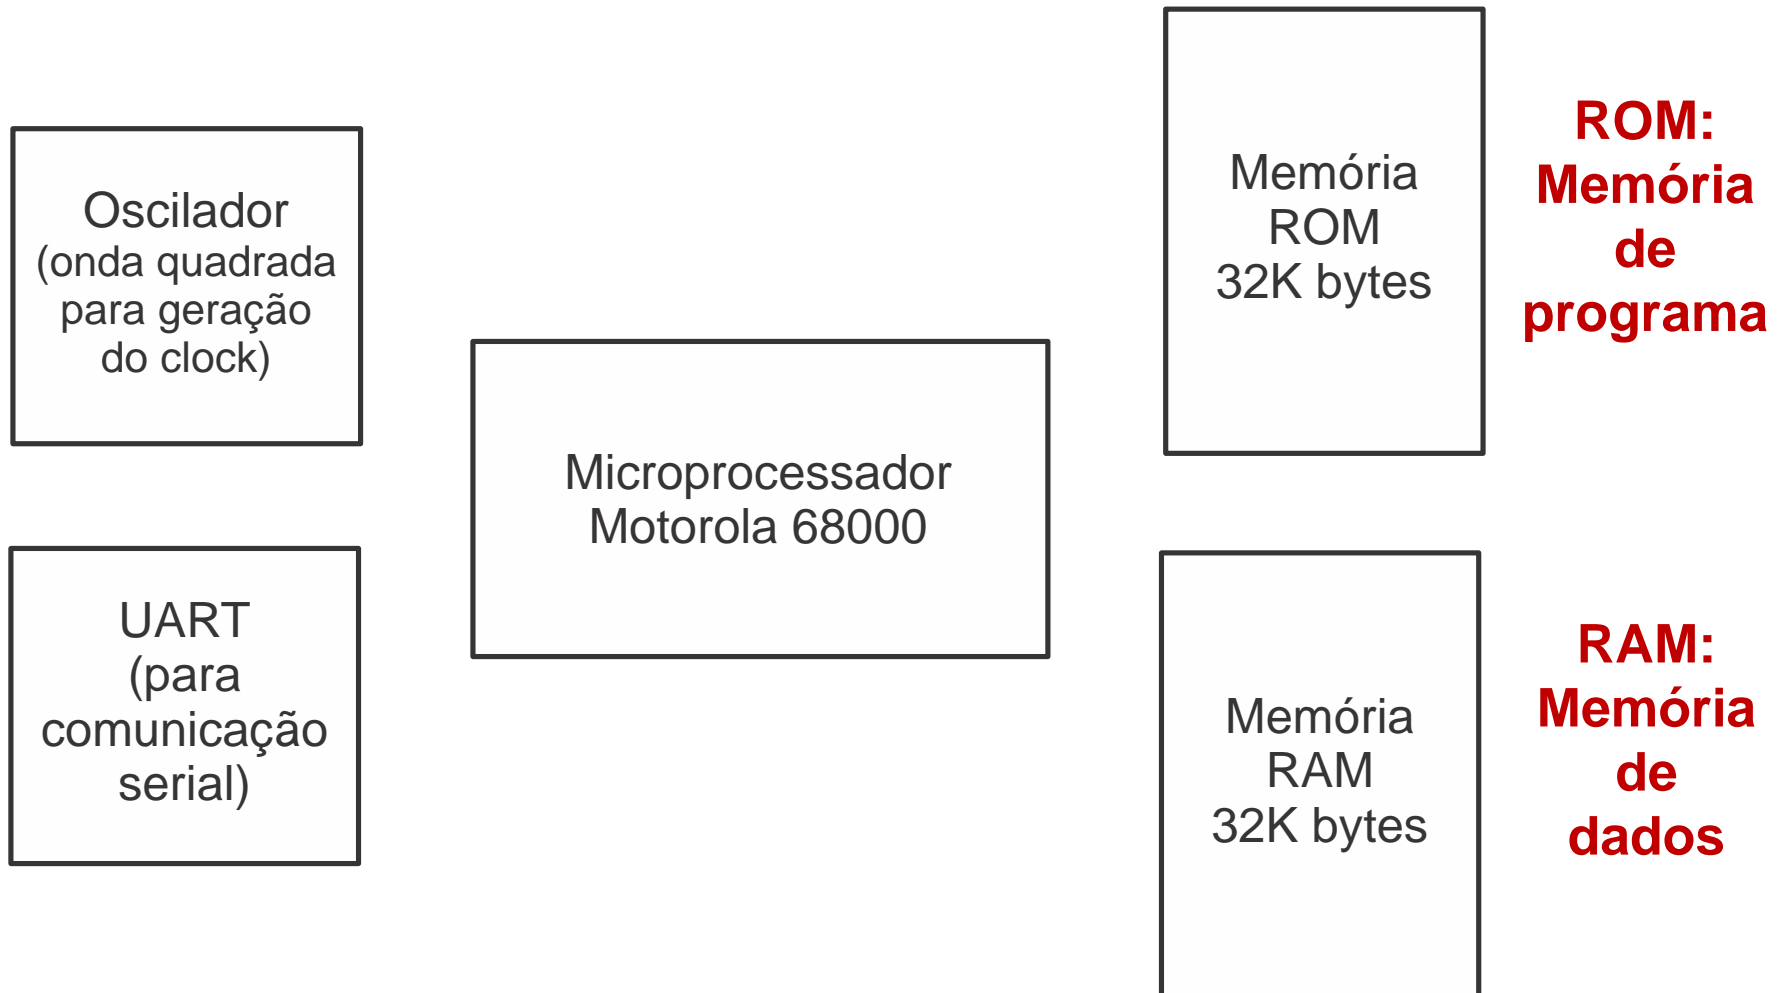 Oscilador
(onda quadrada
para geração
do clock)
UART
(para
comunicação
serial)
Microprocessador
Motorola 68000
Memória
ROM
32K bytes
ROM:
Memória
de
programa
Memória
RAM
32K bytes
RAM:
Memória
de
dados